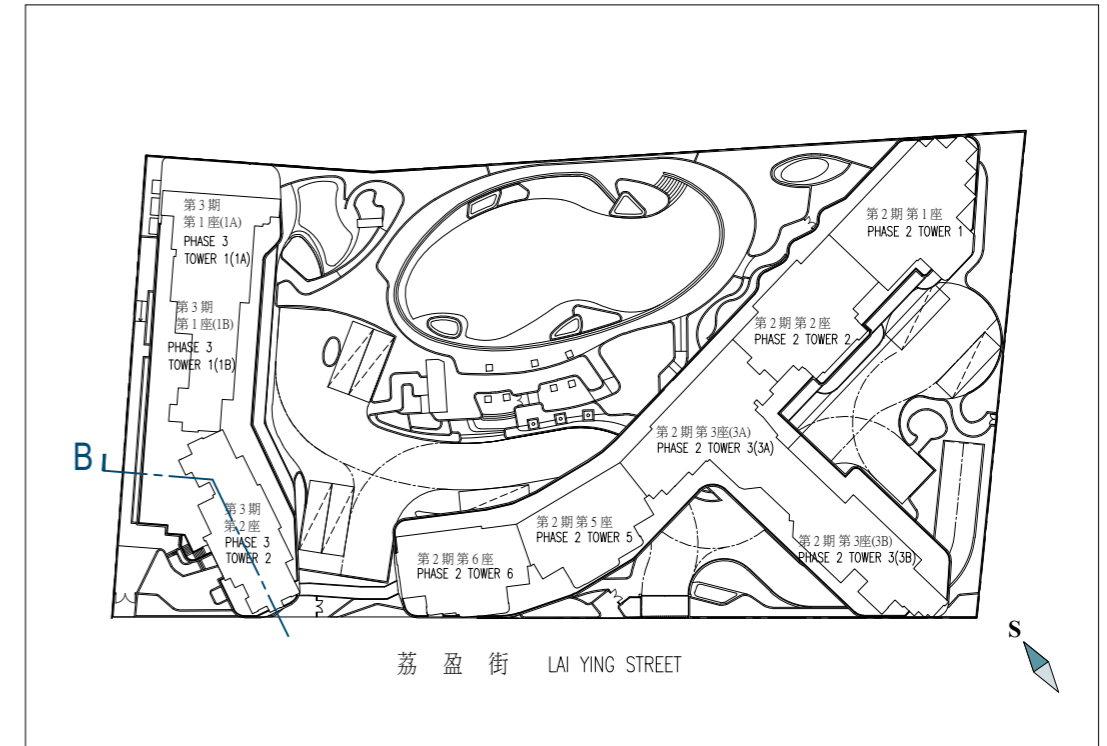 第3期
第1座(1A)
PHASE 3
TOWER 1(1A)
第3期
第1座(1B)
PHASE 3
TOWER 1(1B)
第2期第1座
PHASE 2 TOWER 1
第2期第2座
PHASE 2 TOWER 2
第2期第3座(3A)
PHASE 2 TOWER 3(3A)
B
第3期
第2座
PHASE 3
TOWER 2
第2期第5座
PHASE 2 TOWER 5
第2期第6座
PHASE 2 TOWER 6
第2期第3座(3B)
PHASE 2 TOWER 3(3B)
S
荔盈街 LAI YING STREET